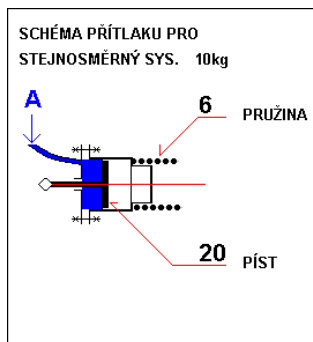 SCHÉMA PŘÍTLAKU PRO
STEJNOSMĚRNÝ SYS. 10kg
A
6 PRUŽINA
20 PÍST